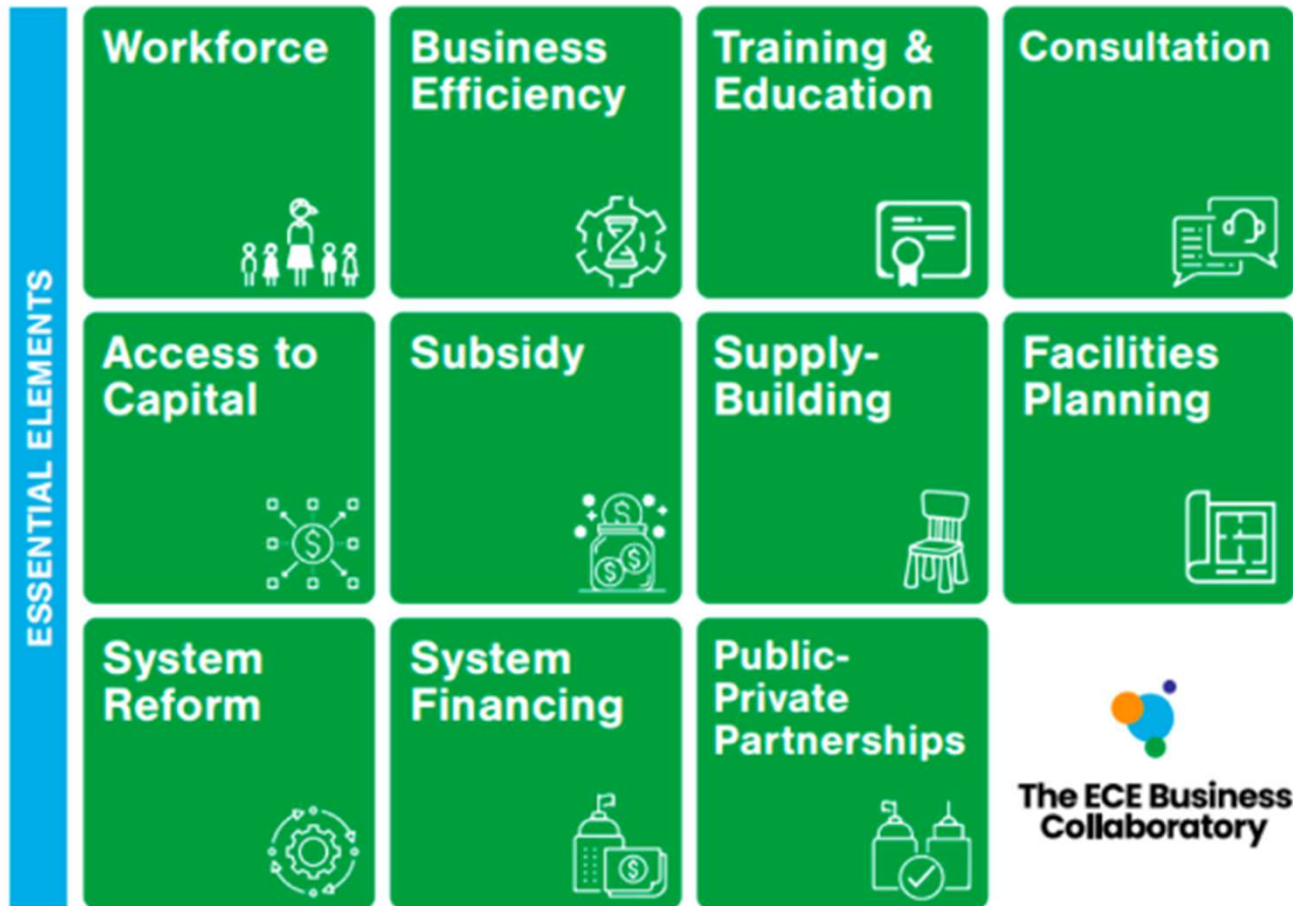 ESSENTIAL ELEMENTS
Workforce
Business
Efficiency
Training &
Education
Consultation
Access to
Capital
Subsidy
Supply-
Building
Facilities
Planning
System
Reform
System
Financing
Public-
Private
Partnerships
The ECE Business
Collaboratory